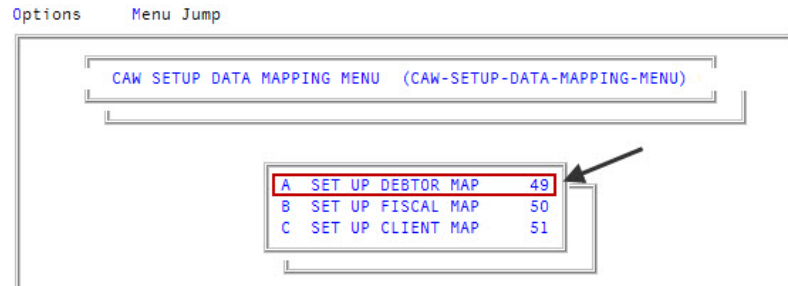 Options Menu Jump
CAW SETUP DATA MAPPING MENU (CAW-SETUP-DATA-MAPPING-MENU)
A SET UP DEBTOR MAP 49
B SET UP FISCAL MAP 50
C SET UP CLIENT MAP 51